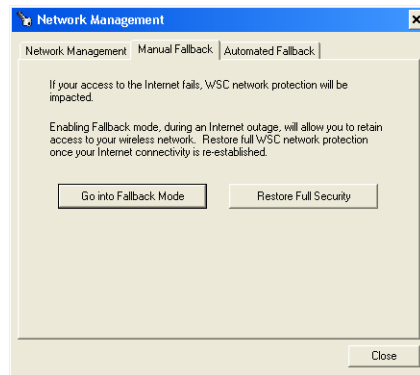 Network Management
Network Management Manual Fallback Automated Fallback
If your access to the Internet fails, WSC network protection will be
impacted.
Enabling Fallback mode, during an Internet outage, will allow you to retain
access to your wireless network. Restore full WSC network protection
once your Internet connectivity is re-established.
Go into Fallback Mode Restore Full Security
Close